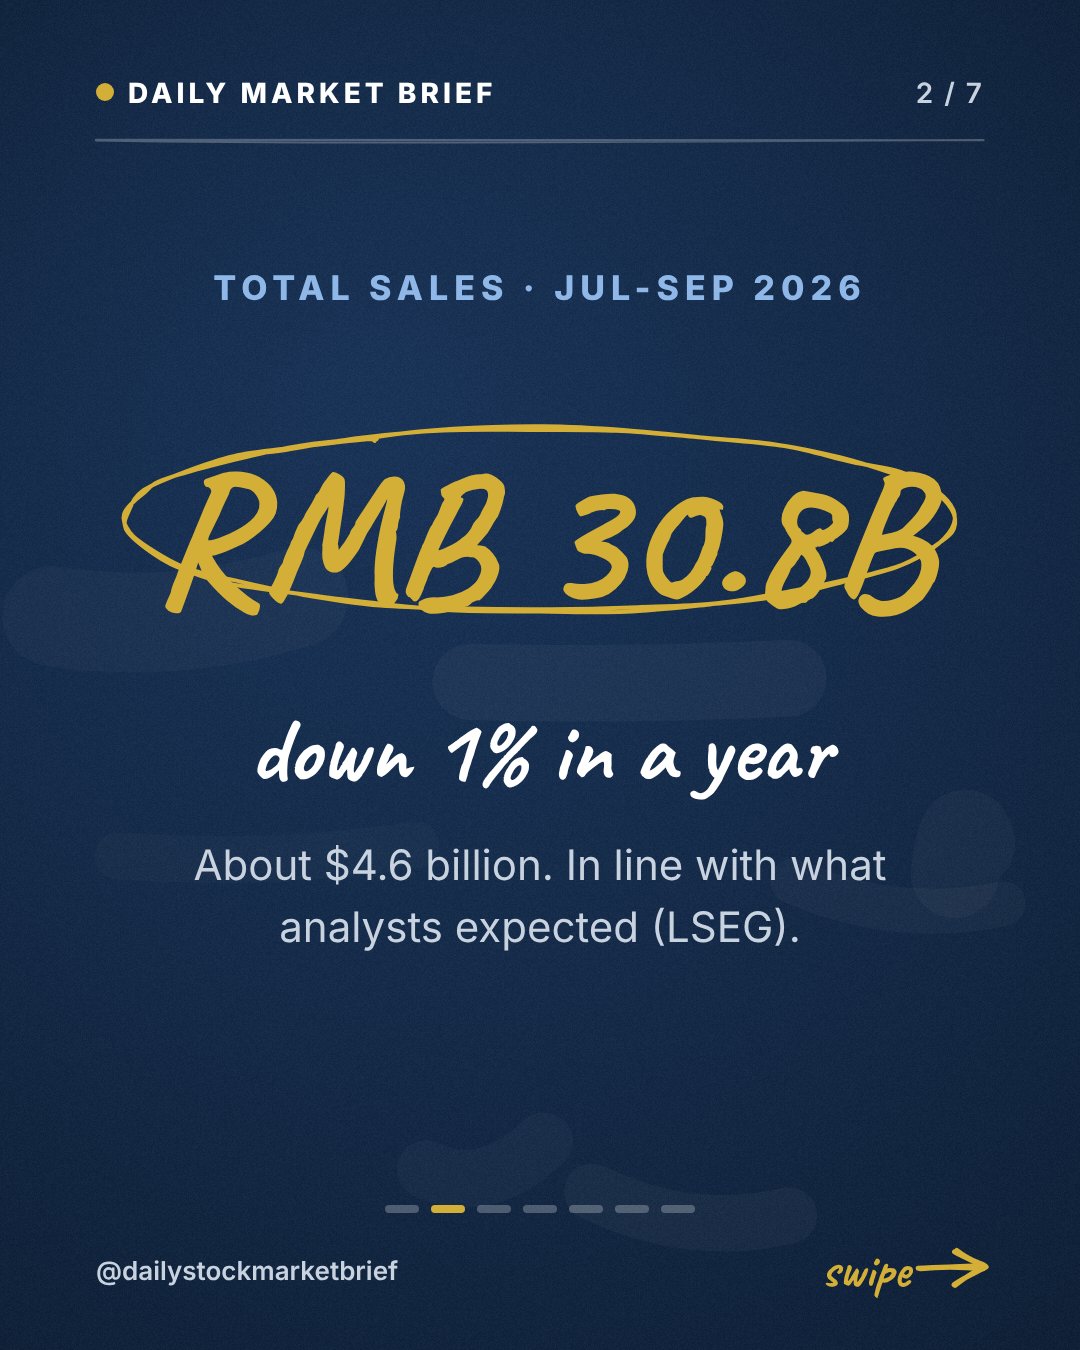 DAILY MARKET BRIEF
2 / 7
TOTAL SALES · JUL-SEP 2026
RMB 30.8B
down 1% in a year
About $4.6 billion. In line with what
analysts expected (LSEG).
@dailystockmarketbrief
swipe